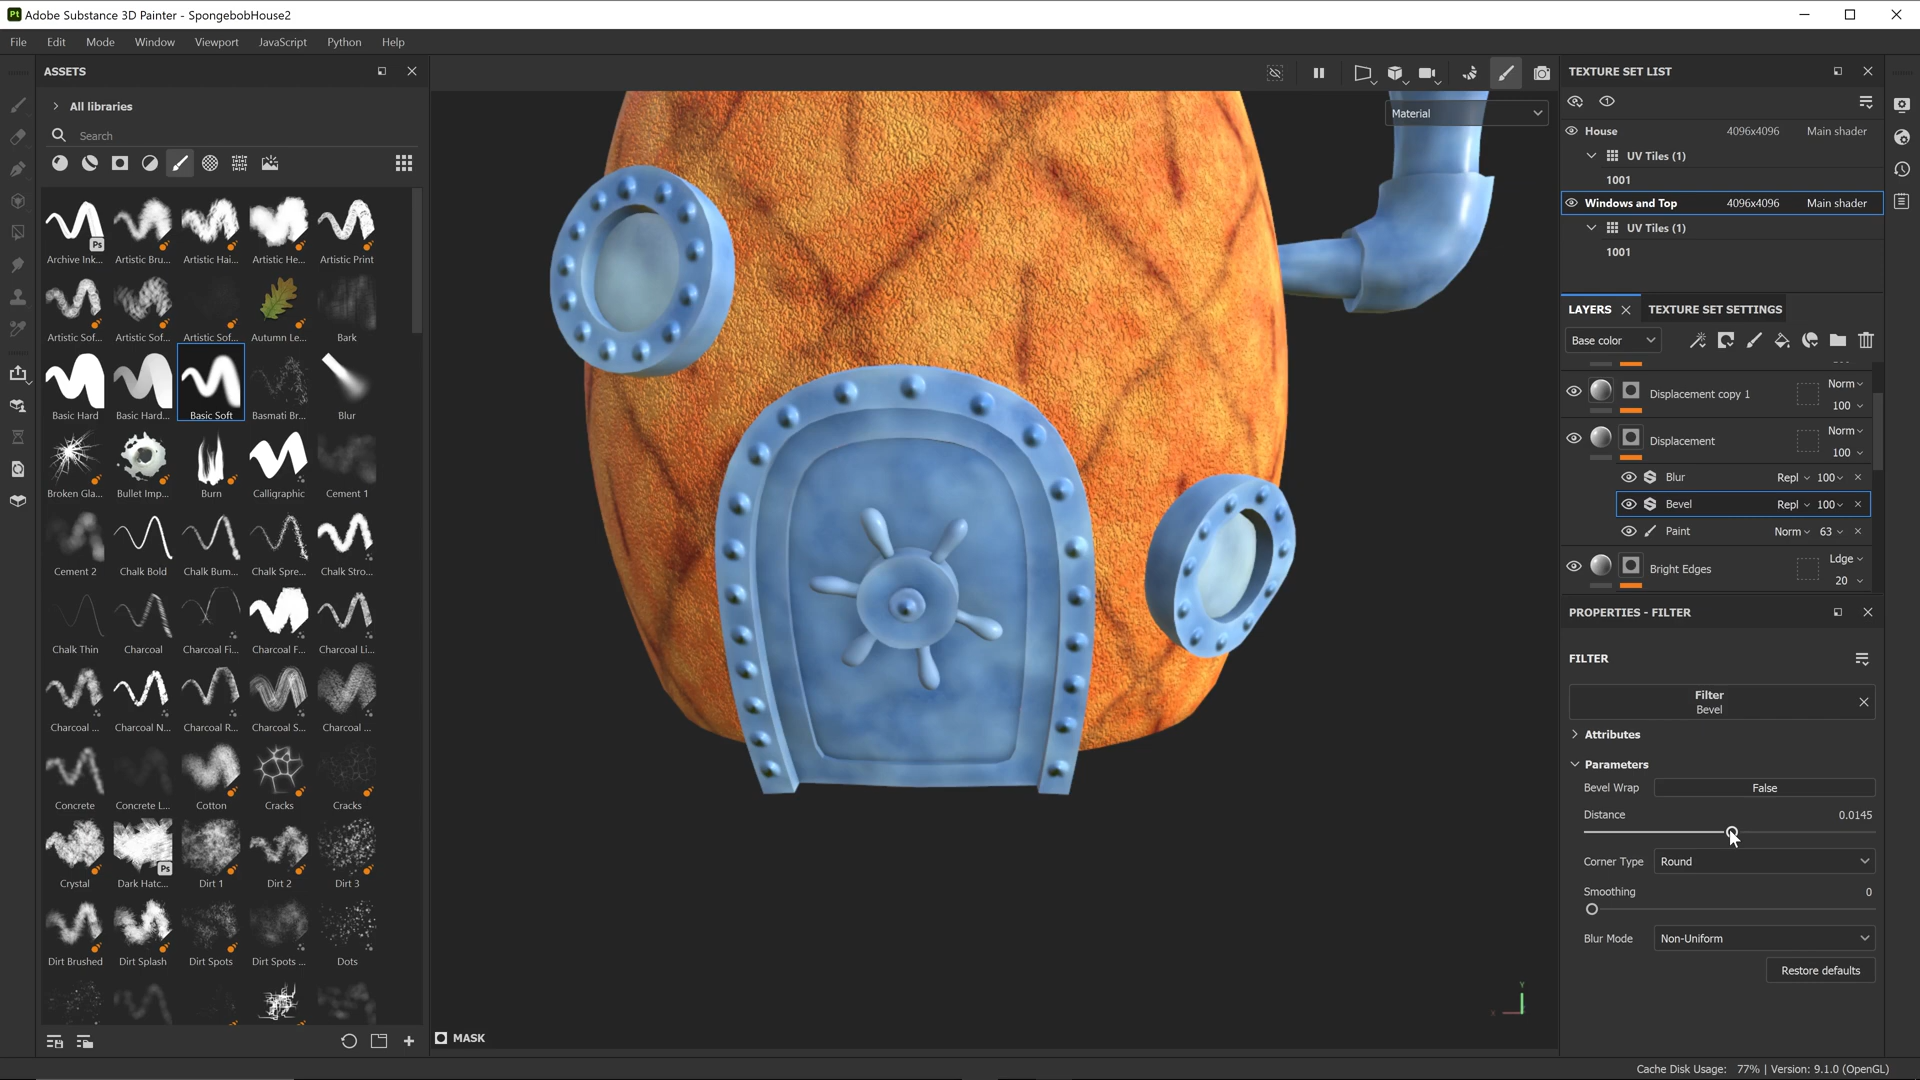 Pt Adobe Substance 3D Painter - SpongebobHouse2
File Edit Mode Window Viewport JavaScript Python Help
ASSETS
All libraries
Search
Archive Ink... Artistic Bru... Artistic Hai... Artistic He... Artistic Print
Ps
Artistic Sof... Artistic Sof... Artistic Sof... Autumn Le... Bark
Basic Hard Basic Hard... Basic Soft Basmati Br... Blur
Broken Gla... Bullet Imp... Burn Calligraphic Cement 1
Cement 2 Chalk Bold Chalk Bum... Chalk Spre... Chalk Stro...
Chalk Thin Charcoal Charcoal Fi... Charcoal F... Charcoal Li...
Charcoal ... Charcoal N... Charcoal R... Charcoal S... Charcoal ...
Concrete Concrete L... Cotton Cracks Cracks
Crystal Dark Hatc... Dirt 1 Dirt 2 Dirt 3
Ps
Dirt Brushed Dirt Splash Dirt Spots Dirt Spots ... Dots
Material
MASK
Y
X
TEXTURE SET LIST
House 4096x4096 Main shader
UV Tiles (1)
1001
Windows and Top 4096x4096 Main shader
UV Tiles (1)
1001
LAYERS TEXTURE SET SETTINGS
Base color
Displacement copy 1 Norm
100
Displacement Norm
100
Blur Repl 100
Bevel Repl 100
Paint Norm 63
Bright Edges Ldge
20
PROPERTIES - FILTER
FILTER
Filter
Bevel
Attributes
Parameters
Bevel Wrap False
Distance 0.0145
Corner Type Round
Smoothing 0
Blur Mode Non-Uniform
Restore defaults
Cache Disk Usage: 77% | Version: 9.1.0 (OpenGL)